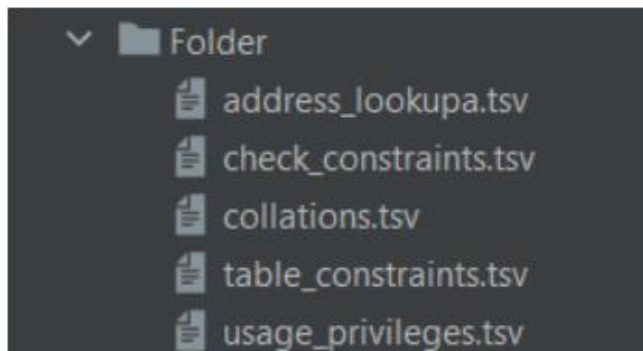 Folder
address_lookupa.tsv
check_constraints.tsv
collations.tsv
table_constraints.tsv
usage_privileges.tsv